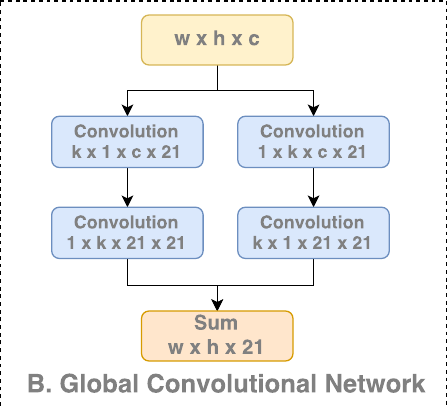 w x h x c
Convolution
k x 1 x c x 21
Convolution
1 x k x c x 21
Convolution
1 x k x 21 x 21
Convolution
k x 1 x 21 x 21
Sum
w x h x 21
B. Global Convolutional Network